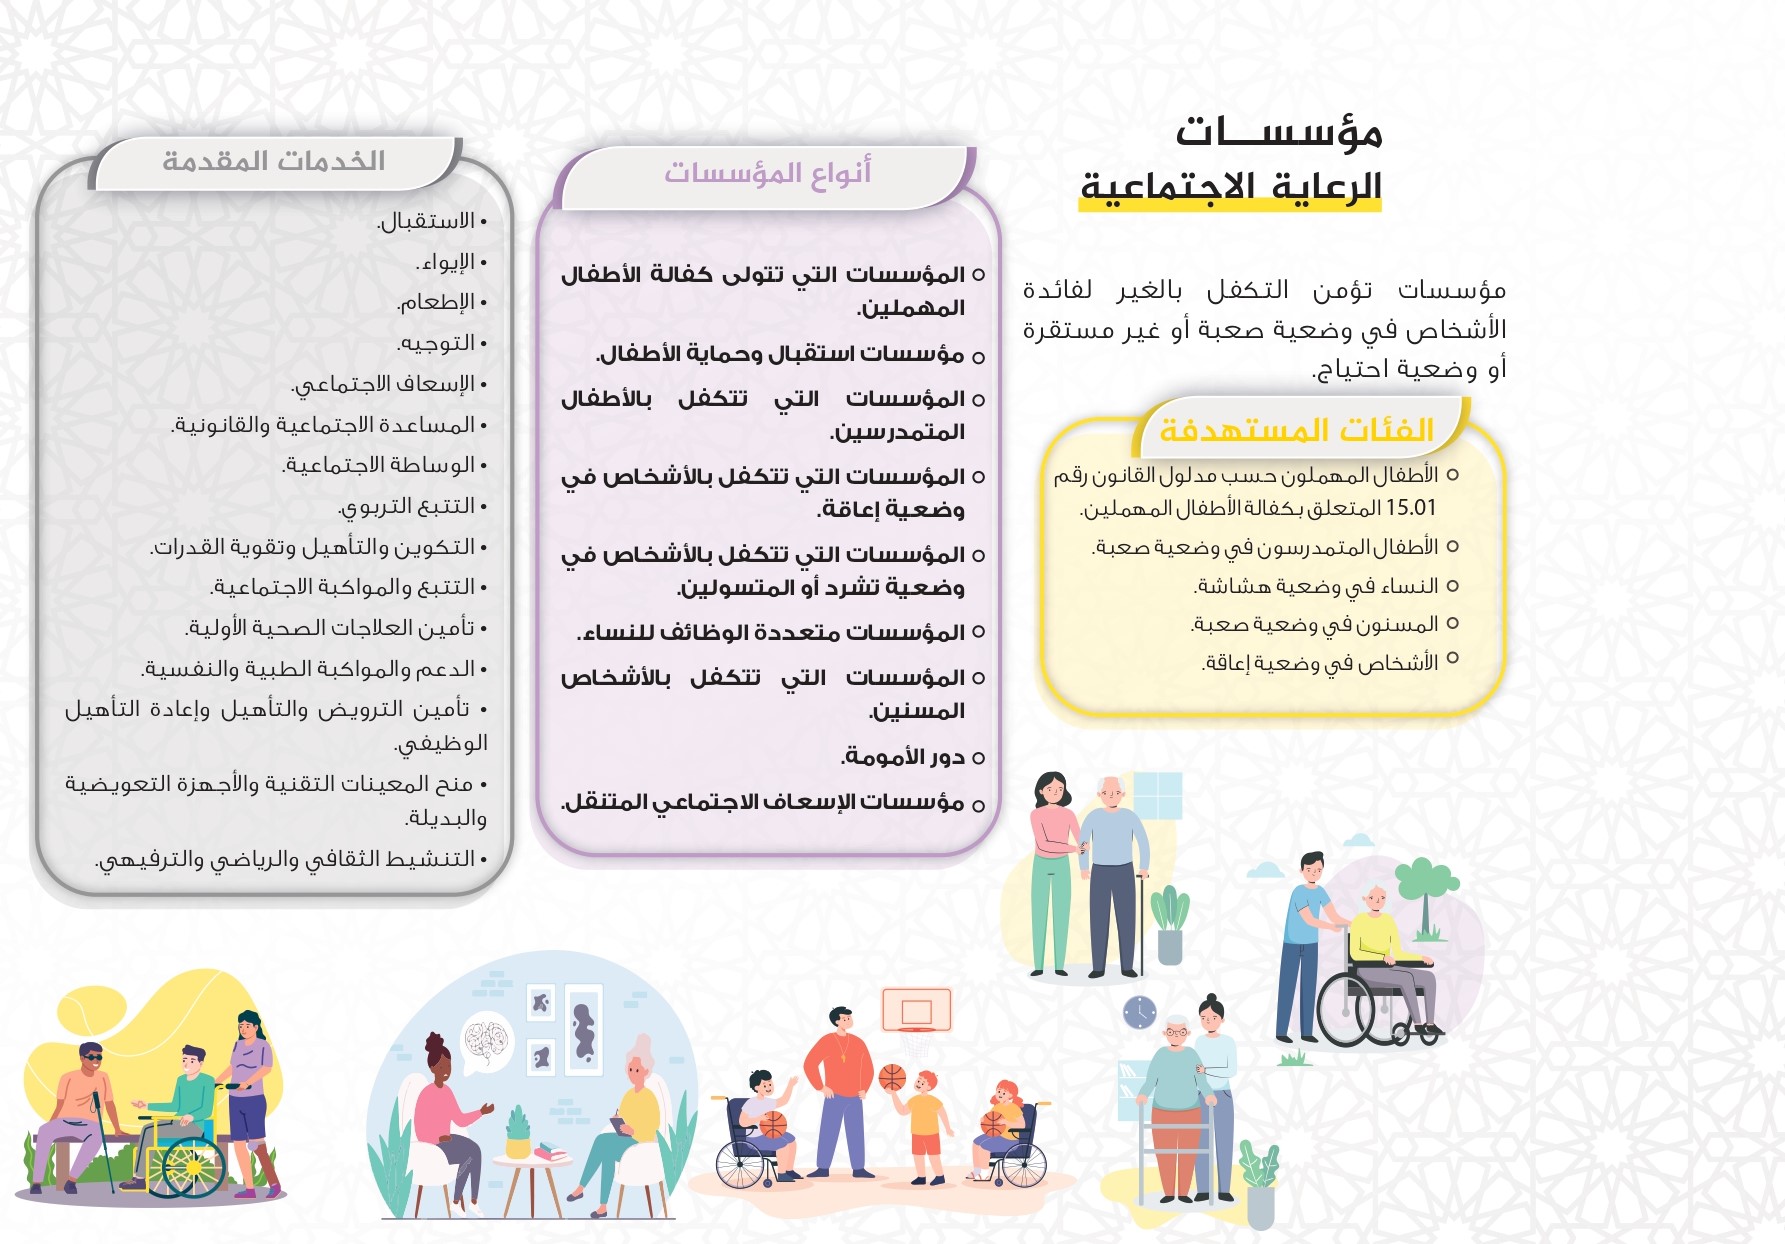 مؤسسات
الرعاية الاجتماعية
مؤسسات تؤمن التكفل بالغير لفائدة
الأشخاص في وضعية صعبة أو غير مستقرة
أو وضعية احتياج.
الفئات المستهدفة
الأطفال المهملون حسب مدلول القانون رقم
15.01 المتعلق بكفالة الأطفال المهملين.
الأطفال المتمدرسون في وضعية صعبة.
النساء في وضعية هشاشة.
المسنون في وضعية صعبة.
الأشخاص في وضعية إعاقة.
أنواع المؤسسات
المؤسسات التي تتولى كفالة الأطفال
المهملين.
مؤسسات استقبال وحماية الأطفال.
المؤسسات التي تتكفل بالأطفال
المتمدرسين.
المؤسسات التي تتكفل بالأشخاص في
وضعية إعاقة.
المؤسسات التي تتكفل بالأشخاص في
وضعية تشرد أو المتسولين.
المؤسسات متعددة الوظائف للنساء.
المؤسسات التي تتكفل بالأشخاص
المسنين.
دور الأمومة.
مؤسسات الإسعاف الاجتماعي المتنقل.
الخدمات المقدمة
• الاستقبال.
• الإيواء.
• الإطعام.
• التوجيه.
• الإسعاف الاجتماعي.
• المساعدة الاجتماعية والقانونية.
• الوساطة الاجتماعية.
• التتبع التربوي.
• التكوين والتأهيل وتقوية القدرات.
• التتبع والمواكبة الاجتماعية.
• تأمين العلاجات الصحية الأولية.
• الدعم والمواكبة الطبية والنفسية.
• تأمين الترويض والتأهيل وإعادة التأهيل
الوظيفي.
• منح المعينات التقنية والأجهزة التعويضية
والبديلة.
• التنشيط الثقافي والرياضي والترفيهي.